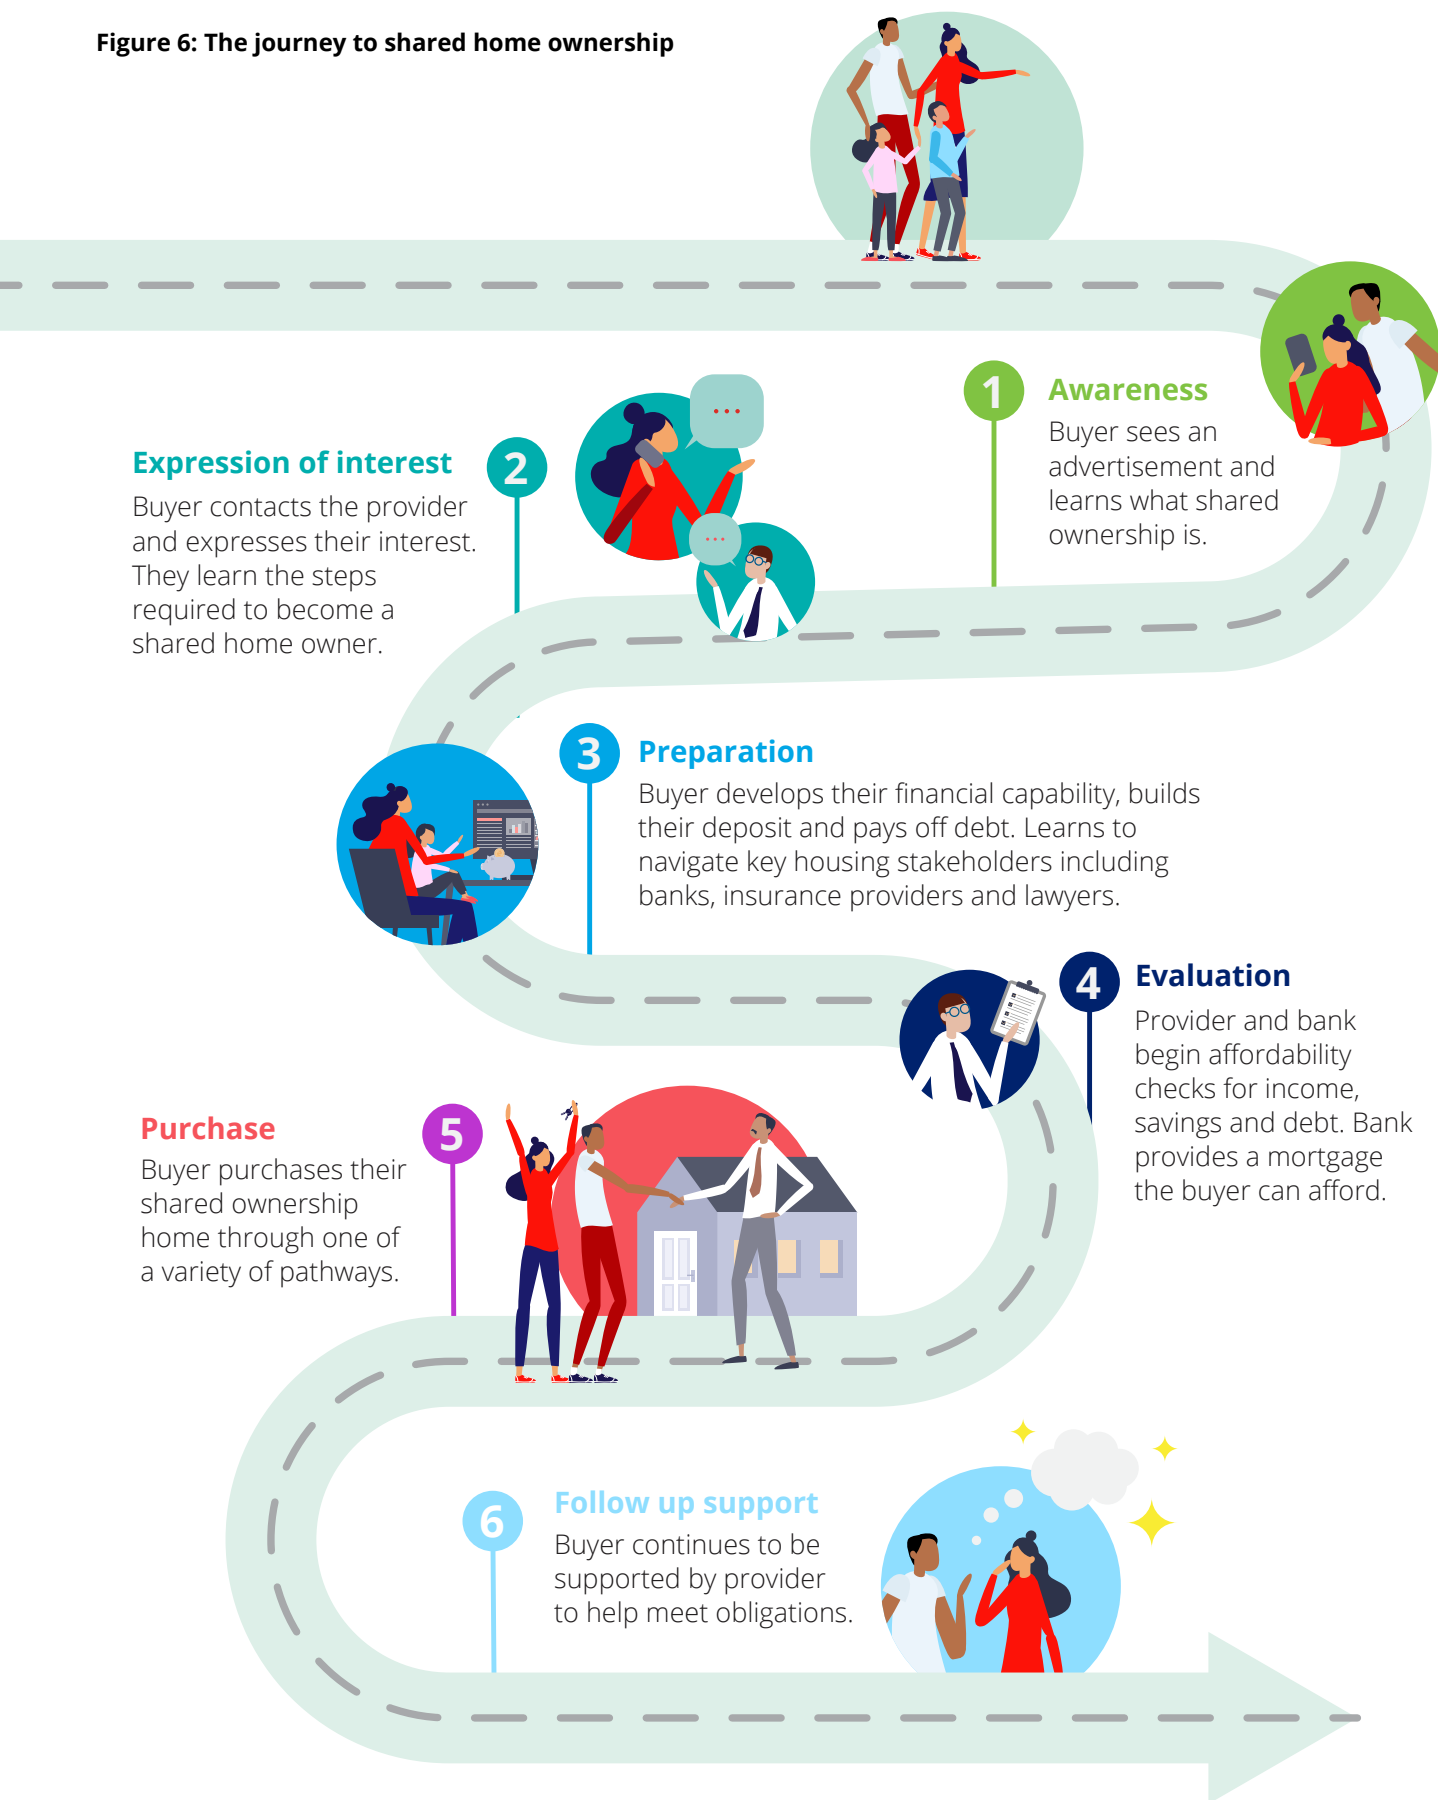 Figure 6: The journey to shared home ownership
1
Awareness
Buyer sees an
advertisement and
learns what shared
ownership is.
2
Expression of interest
Buyer contacts the provider
and expresses their interest.
They learn the steps
required to become a
shared home owner.
3
Preparation
Buyer develops their financial capability, builds
their deposit and pays off debt. Learns to
navigate key housing stakeholders including
banks, insurance providers and lawyers.
4
Evaluation
Provider and bank
begin affordability
checks for income,
savings and debt. Bank
provides a mortgage
the buyer can afford.
5
Purchase
Buyer purchases their
shared ownership
home through one of
a variety of pathways.
6
Follow up support
Buyer continues to be
supported by provider
to help meet obligations.